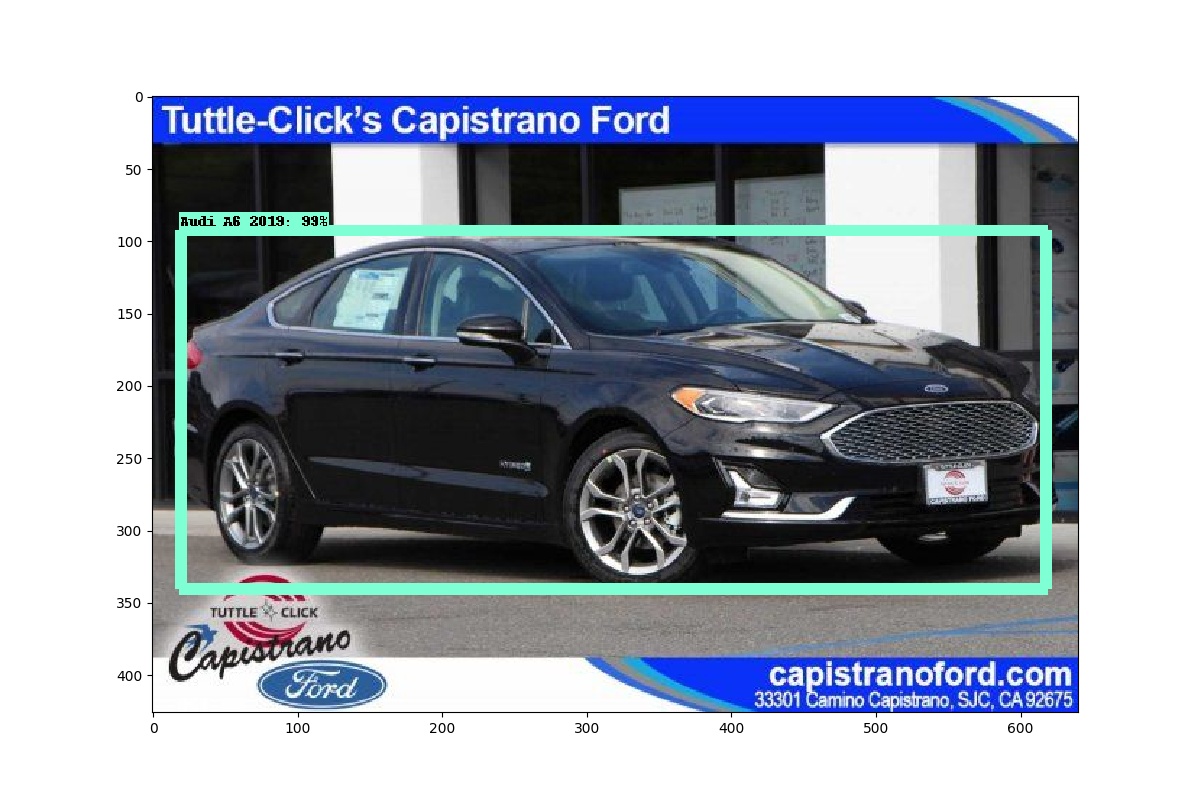 Tuttle-Click's Capistrano Ford
Audi A6 2019: 99%
HYBRID
TUTTLE CLICK
Capistrano
Ford
capistranoford.com
33301 Camino Capistrano, SJC, CA 92675
0
50
100
150
200
250
300
350
400
0
100
200
300
400
500
600